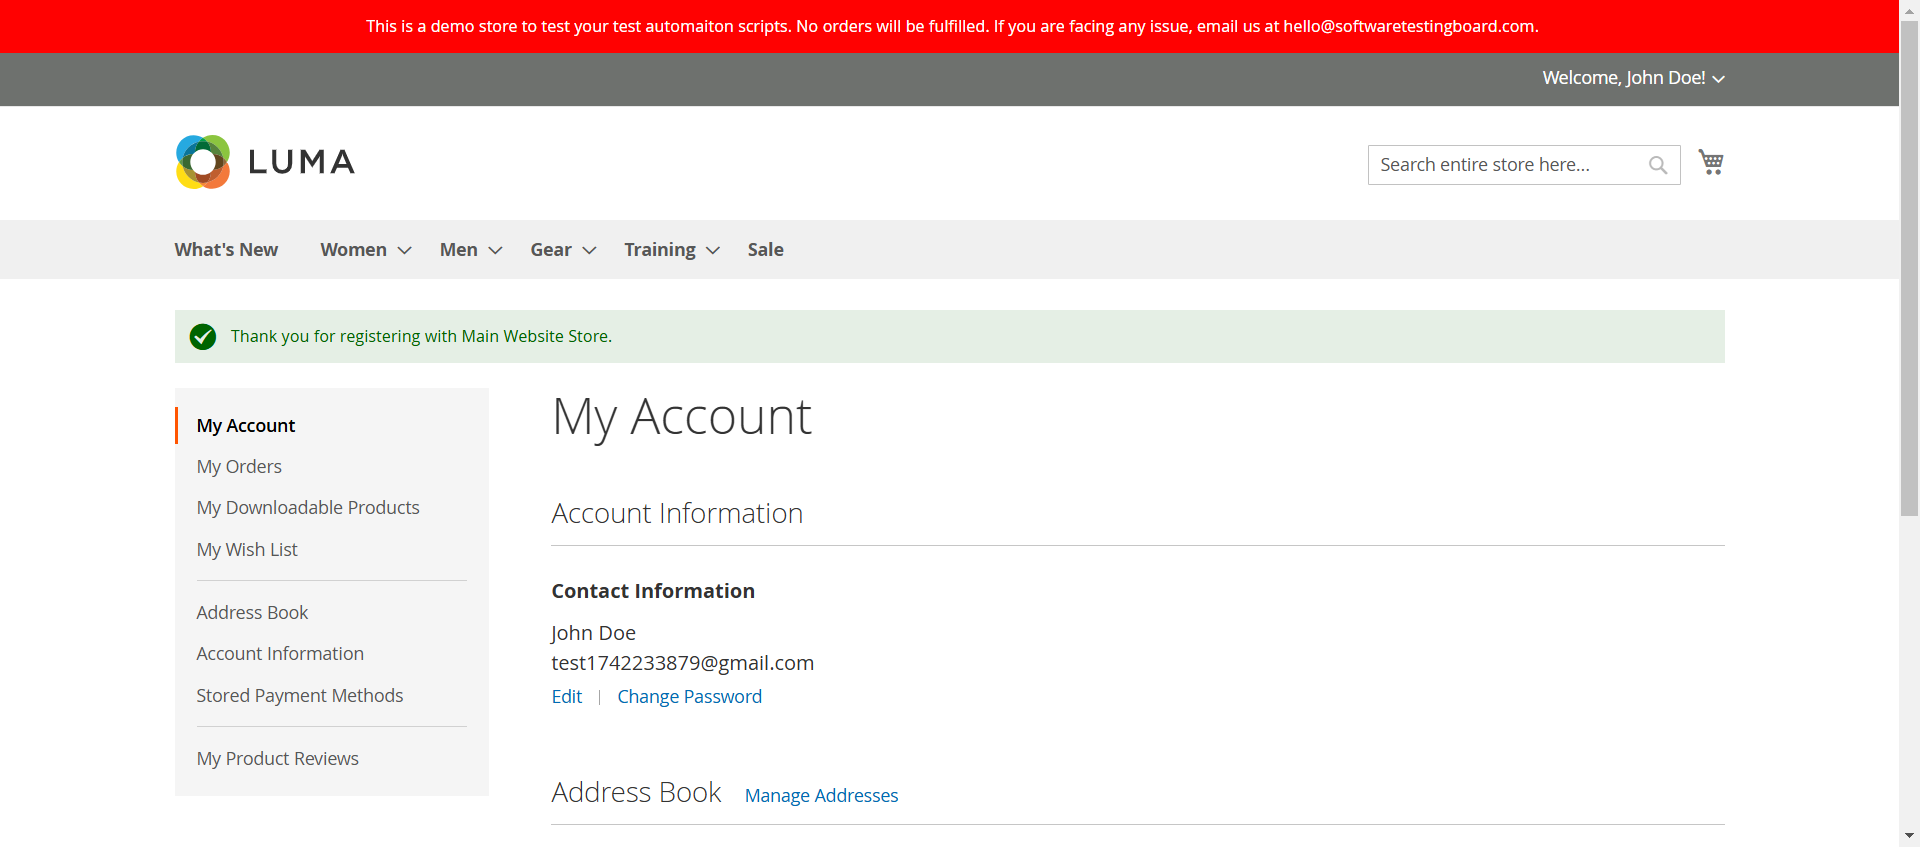 This is a demo store to test your test automaiton scripts. No orders will be fulfilled. If you are facing any issue, email us at hello@softwaretestingboard.com.
Welcome, John Doe!
LUMA
Search entire store here...
What's New Women Men Gear Training Sale
Thank you for registering with Main Website Store.
My Account
My Orders
My Downloadable Products
My Wish List
Address Book
Account Information
Stored Payment Methods
My Product Reviews
My Account
Account Information
Contact Information
John Doe
test1742233879@gmail.com
Edit | Change Password
Address Book Manage Addresses